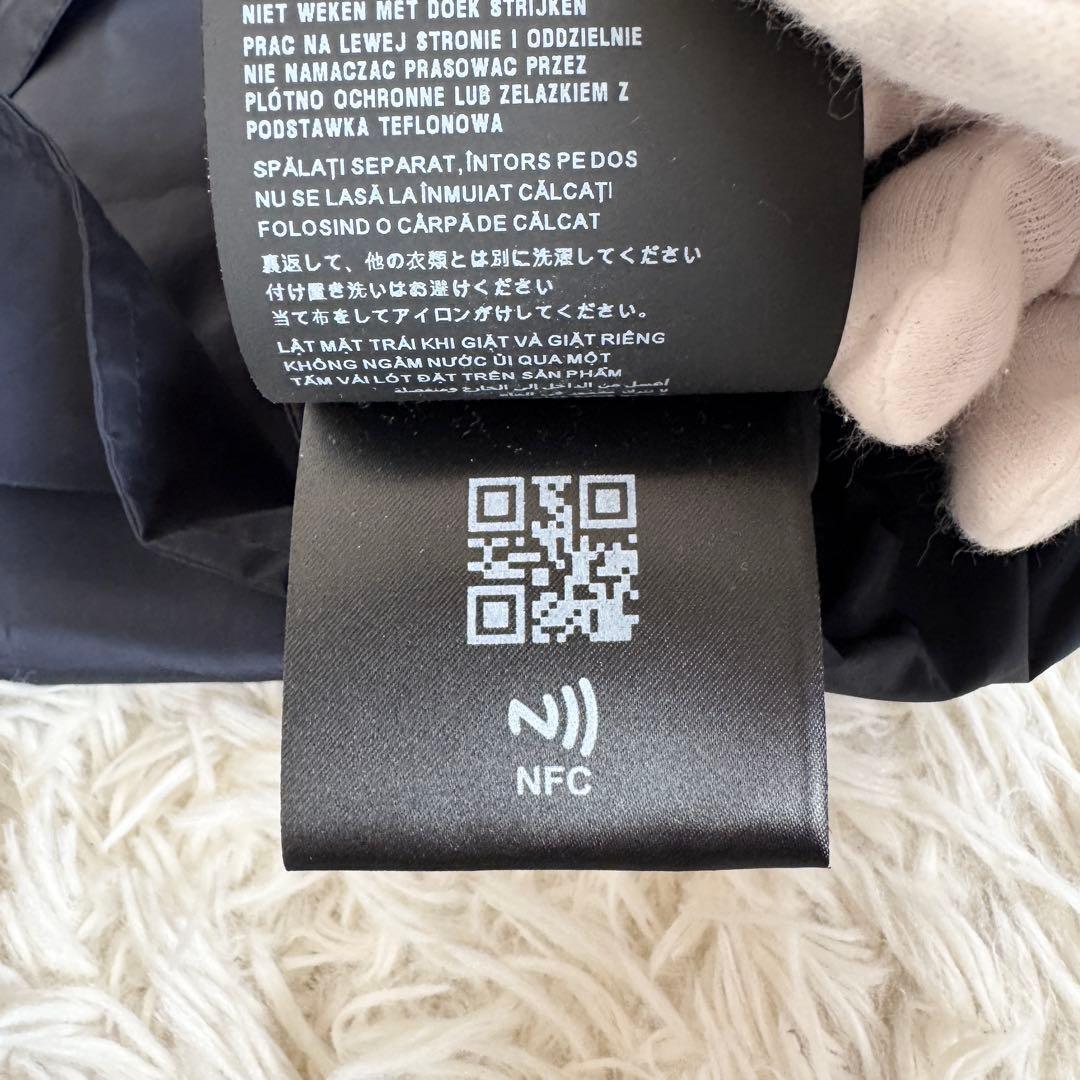 NIET WEKEN MET DOEK STRIJKEN
PRAC NA LEWEJ STRONIE I ODDZIELNIE
NIE NAMACZAC PRASOWAC PRZEZ
PLÓTNO OCHRONNE LUB ZELAZKIEM Z
PODSTAWKA TEFLONOWA
SPĂLAȚI SEPARAT,ÎNTORS PE DOS
NU SE LASĂ LA ÎNMUIAT CĂLCAȚI
FOLOSIND O CÂRPĂ DE CĂLCAT
裏返して、他の衣類とは別に洗濯してください
付け置き洗いはお避けください
当て布をしてアイロンがけしてください。
LẬT MẶT TRÁI KHI GIẶT VÀ GIẶT RIÊNG
KHÔNG NGÂM NƯỚC ỦI QUA MỘT
TẤM VẢI LÓT ĐẶT TRÊN SẢN PHẨM
NFC